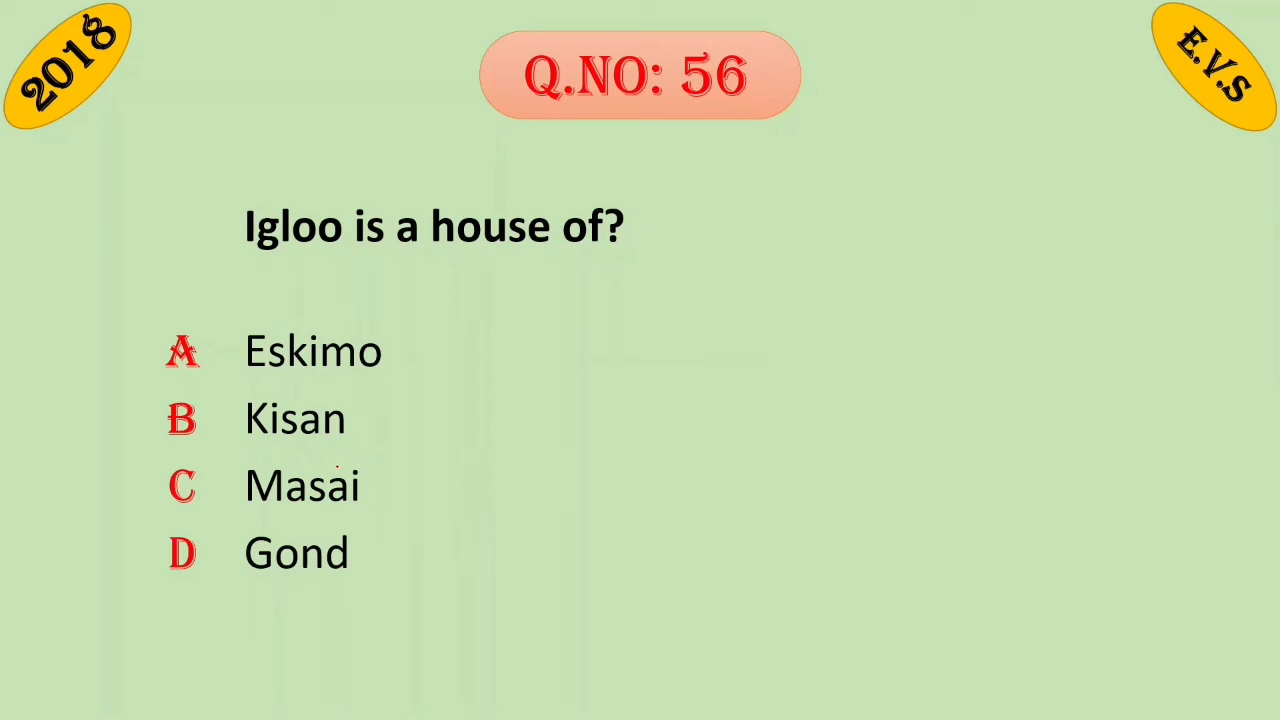 2018
Q.NO: 56
E.V.S
Igloo is a house of?
A Eskimo
B Kisan
C Masai
D Gond